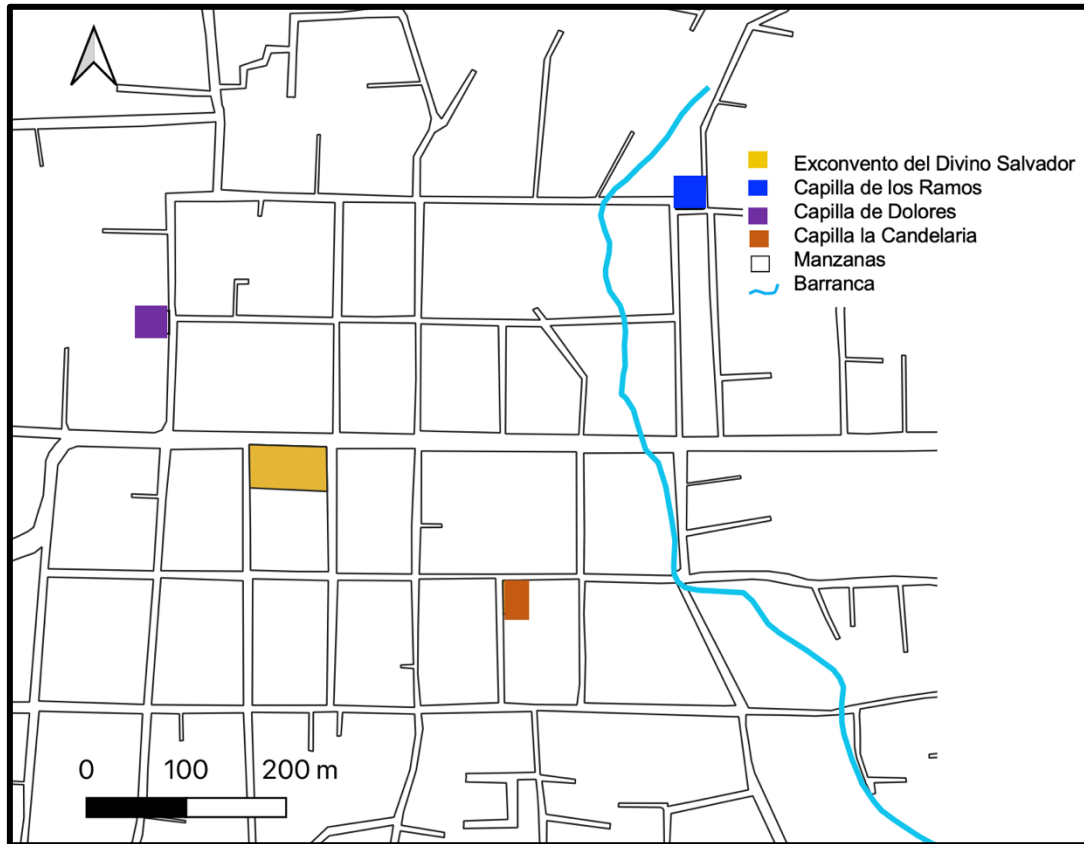 Exconvento del Divino Salvador
Capilla de los Ramos
Capilla de Dolores
Capilla la Candelaria
Manzanas
Barranca
0 100 200 m